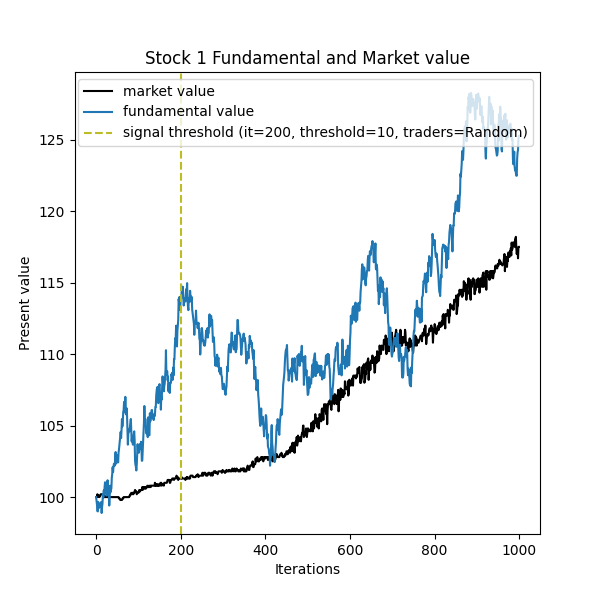 Stock 1 Fundamental and Market value
market value
fundamental value
signal threshold (it=200, threshold=10, traders=Random)
Present value
125
120
115
110
105
100
0 200 400 600 800 1000
Iterations